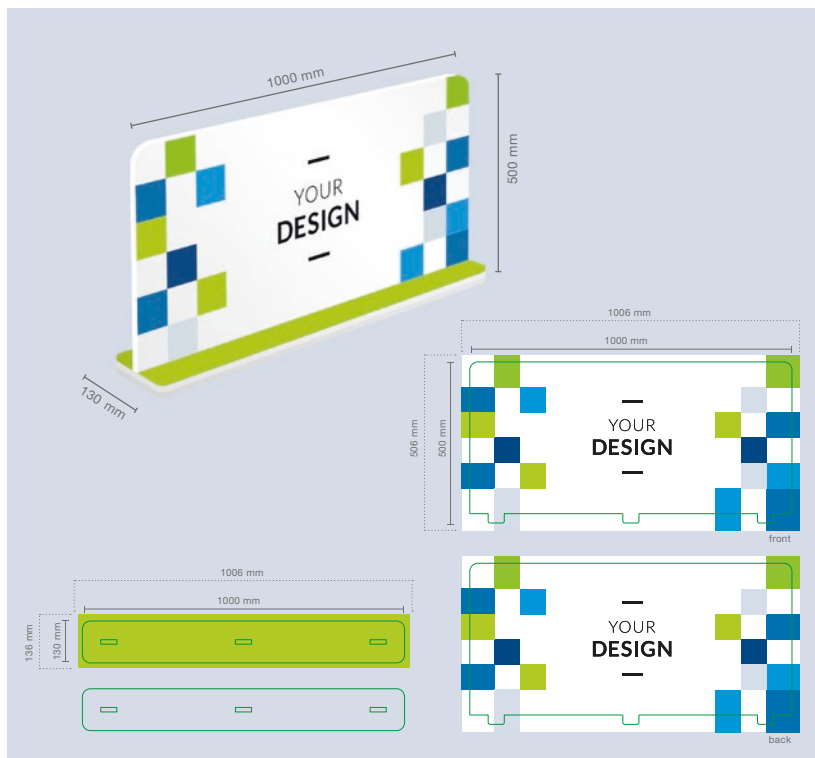 1000 mm
500 mm
YOUR
DESIGN
130 mm
1006 mm
1000 mm
506 mm
500 mm
YOUR
DESIGN
front
1006 mm
1000 mm
136 mm
130 mm
YOUR
DESIGN
back